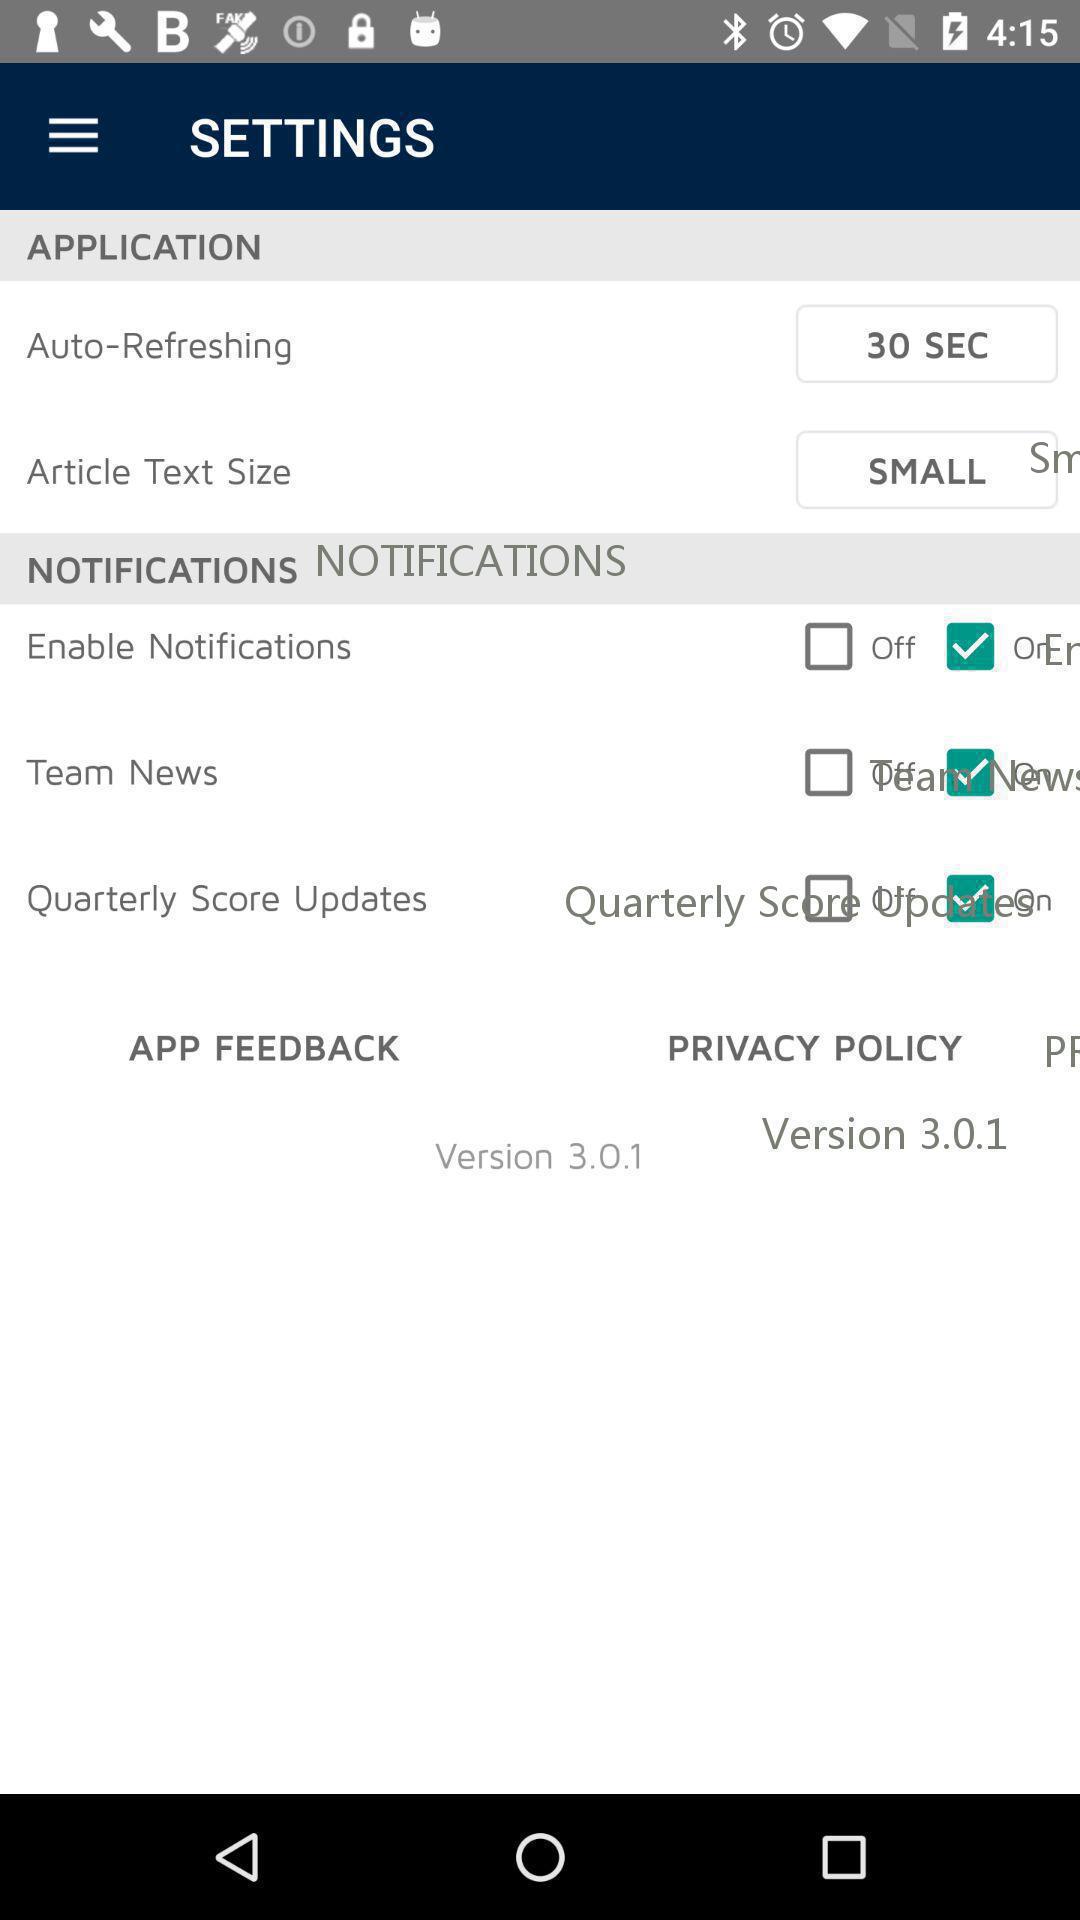 FAKE 4:15
SETTINGS
APPLICATION
Auto-Refreshing 30 SEC
Article Text Size SMALL Sm
NOTIFICATIONS NOTIFICATIONS
Enable Notifications Off On En
Team News Off On Team News
Quarterly Score Updates Off On Quarterly Score Updates
APP FEEDBACK PRIVACY POLICY PR
Version 3.0.1
Version 3.0.1